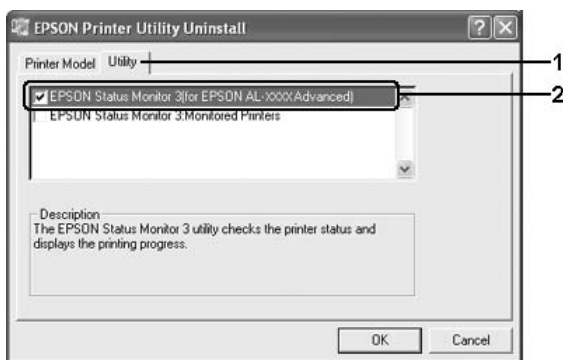 EPSON Printer Utility Uninstall
Printer Model Utility
1
EPSON Status Monitor 3(for EPSON AL-XXXX Advanced)
2
EPSON Status Monitor 3:Monitored Printers
Description
The EPSON Status Monitor 3 utility checks the printer status and
displays the printing progress.
OK Cancel